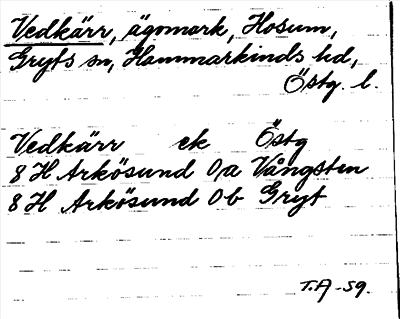 Vedkärr, ägomark, Hosum,
Gryts sn, Hammarkinds hd,
Östg. l.
Vedkärr ek Östg
8 H Arkösund 0a Vångsten
8 H Arkösund 0b Gryt
T.A -59.